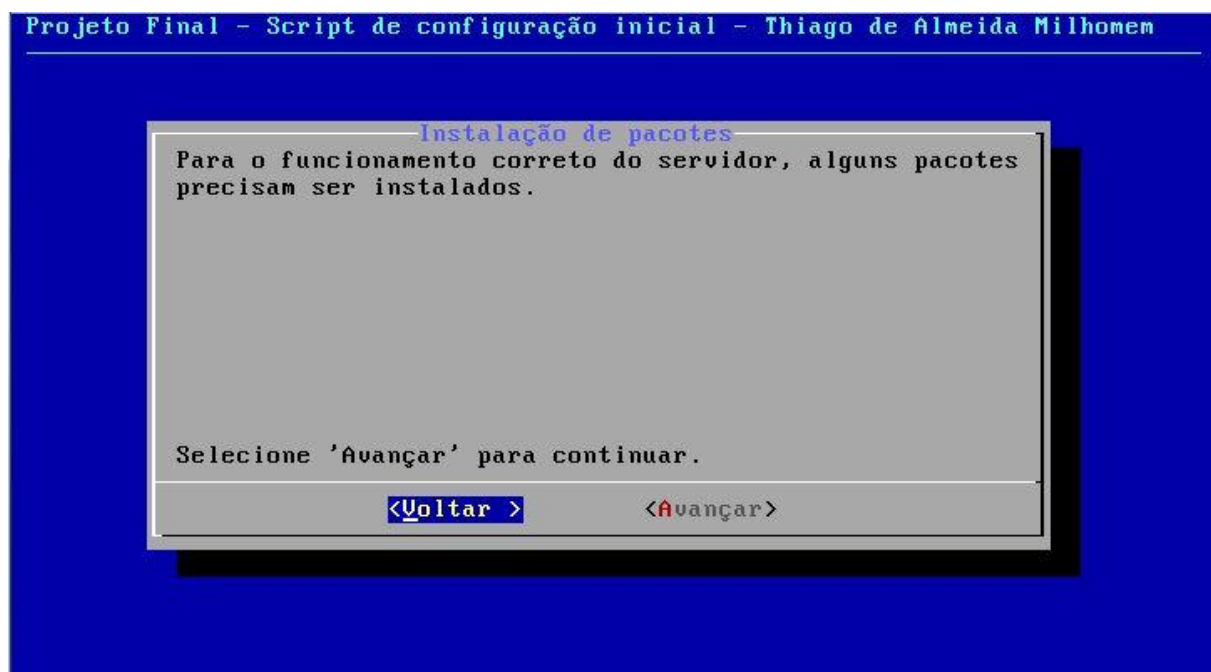 Projeto Final - Script de configuração inicial - Thiago de Almeida Milhomem
Instalação de pacotes
Para o funcionamento correto do servidor, alguns pacotes
precisam ser instalados.
Selecione 'Avançar' para continuar.
<Voltar > <Avançar>